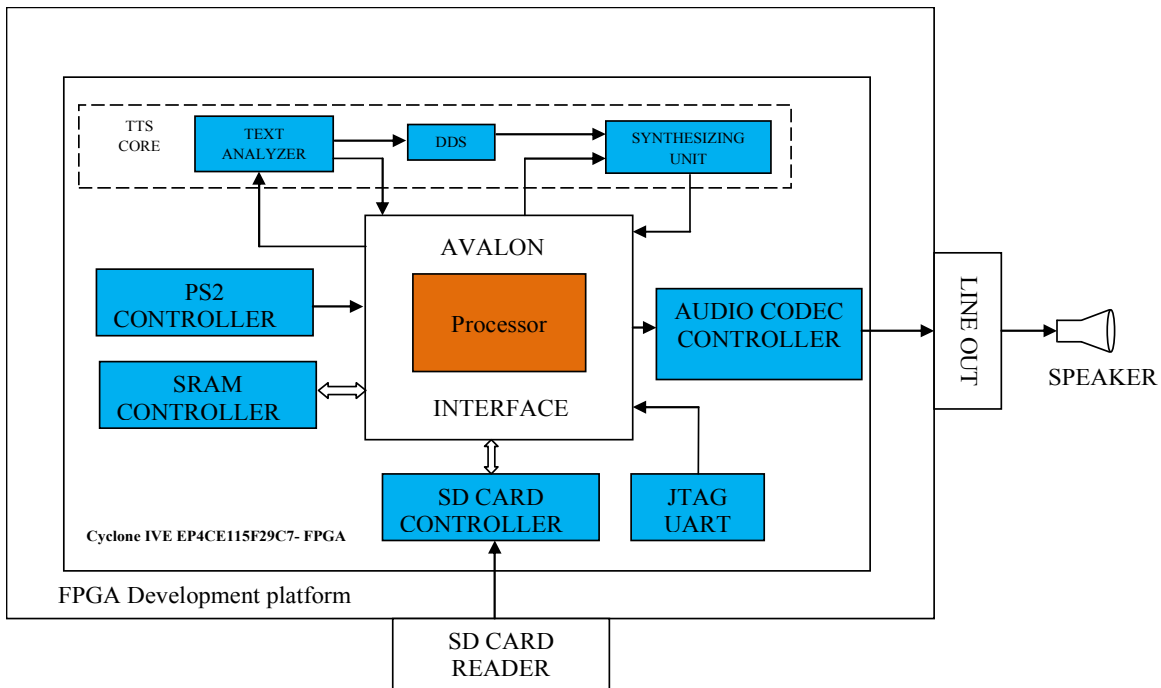 TTS
CORE
TEXT
ANALYZER
DDS
SYNTHESIZING
UNIT
AVALON
Processor
INTERFACE
PS2
CONTROLLER
SRAM
CONTROLLER
AUDIO CODEC
CONTROLLER
LINE OUT
SPEAKER
SD CARD
CONTROLLER
JTAG
UART
Cyclone IVE EP4CE115F29C7- FPGA
FPGA Development platform
SD CARD
READER